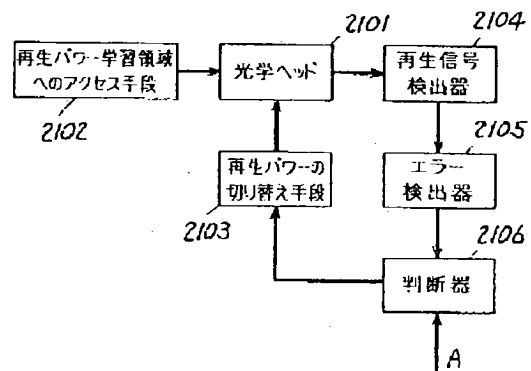 2101
2104
再生パワー学習領域
へのアクセス手段
2102
光学ヘッド
再生信号
検出器
2105
再生パワーの
切り替え手段
2103
エラー
検出器
2106
判断器
A